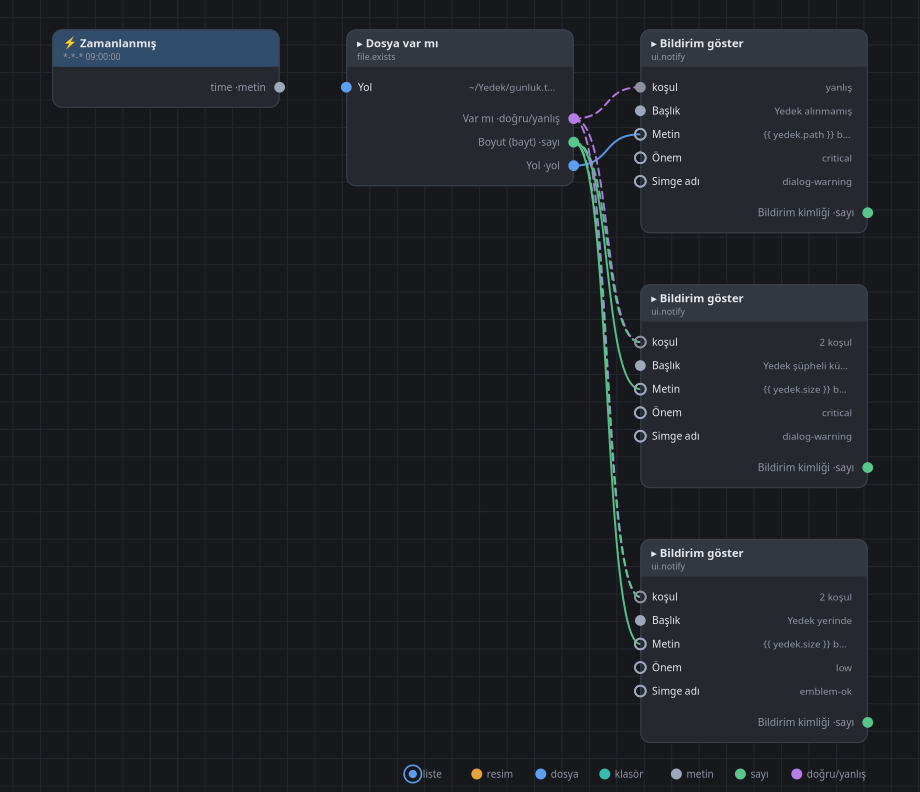 ⚡ Zamanlanmış
*-*-* 09:00:00
time ·metin
▸ Dosya var mı
file.exists
Yol ~/Yedek/gunluk.t...
Var mı ·doğru/yanlış
Boyut (bayt) ·sayı
Yol ·yol
▸ Bildirim göster
ui.notify
koşul yanlış
Başlık Yedek alınmamış
Metin {{ yedek.path }} b...
Önem critical
Simge adı dialog-warning
Bildirim kimliği ·sayı
▸ Bildirim göster
ui.notify
koşul 2 koşul
Başlık Yedek şüpheli kü...
Metin {{ yedek.size }} b...
Önem critical
Simge adı dialog-warning
Bildirim kimliği ·sayı
▸ Bildirim göster
ui.notify
koşul 2 koşul
Başlık Yedek yerinde
Metin {{ yedek.size }} b...
Önem low
Simge adı emblem-ok
Bildirim kimliği ·sayı
liste resim dosya klasör metin sayı doğru/yanlış